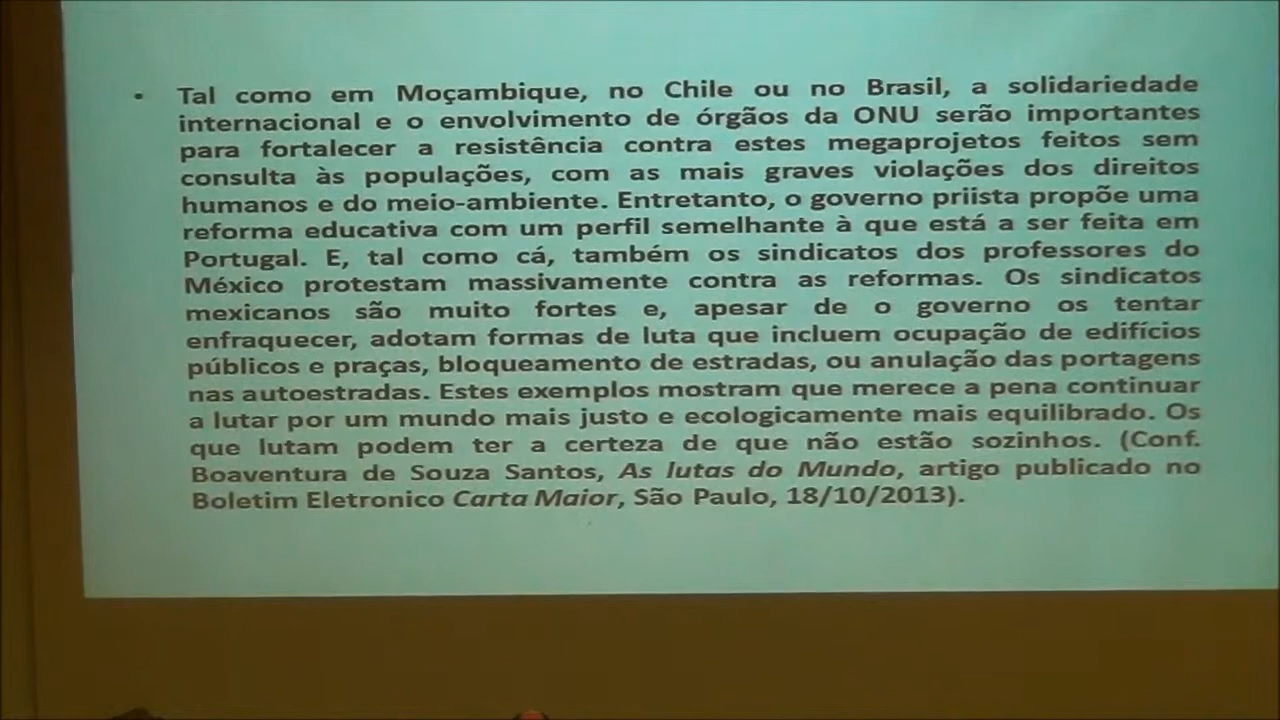 • Tal como em Moçambique, no Chile ou no Brasil, a solidariedade
internacional e o envolvimento de órgãos da ONU serão importantes
para fortalecer a resistência contra estes megaprojetos feitos sem
consulta às populações, com as mais graves violações dos direitos
humanos e do meio-ambiente. Entretanto, o governo priista propõe uma
reforma educativa com um perfil semelhante à que está a ser feita em
Portugal. E, tal como cá, também os sindicatos dos professores do
México protestam massivamente contra as reformas. Os sindicatos
mexicanos são muito fortes e, apesar de o governo os tentar
enfraquecer, adotam formas de luta que incluem ocupação de edifícios
públicos e praças, bloqueamento de estradas, ou anulação das portagens
nas autoestradas. Estes exemplos mostram que merece a pena continuar
a lutar por um mundo mais justo e ecologicamente mais equilibrado. Os
que lutam podem ter a certeza de que não estão sozinhos. (Conf.
Boaventura de Souza Santos, As lutas do Mundo, artigo publicado no
Boletim Eletronico Carta Maior, São Paulo, 18/10/2013).